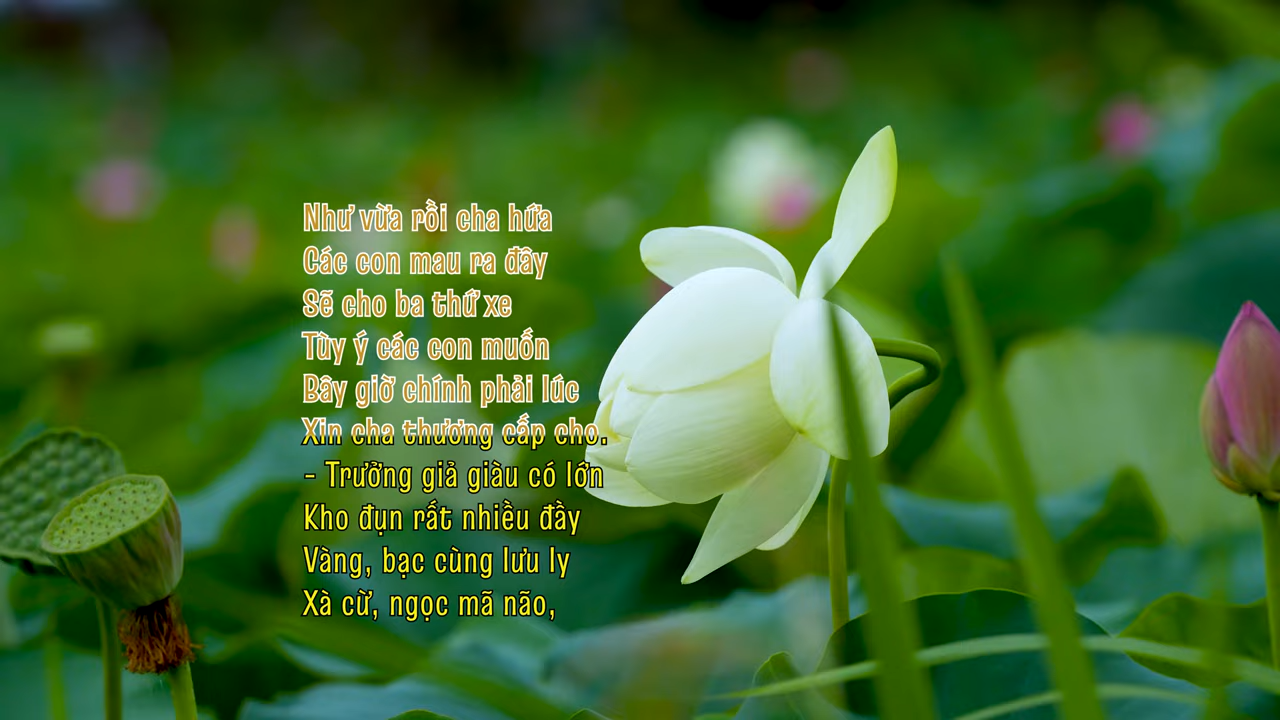 Như vừa rồi cha hứa
Các con mau ra đây
Sẽ cho ba thứ xe
Tùy ý các con muốn
Bây giờ chính phải lúc
Xin cha thương cấp cho.
- Trưởng giả giàu có lớn
Kho đụn rất nhiều đầy
Vàng, bạc cùng lưu ly
Xà cừ, ngọc mã não,